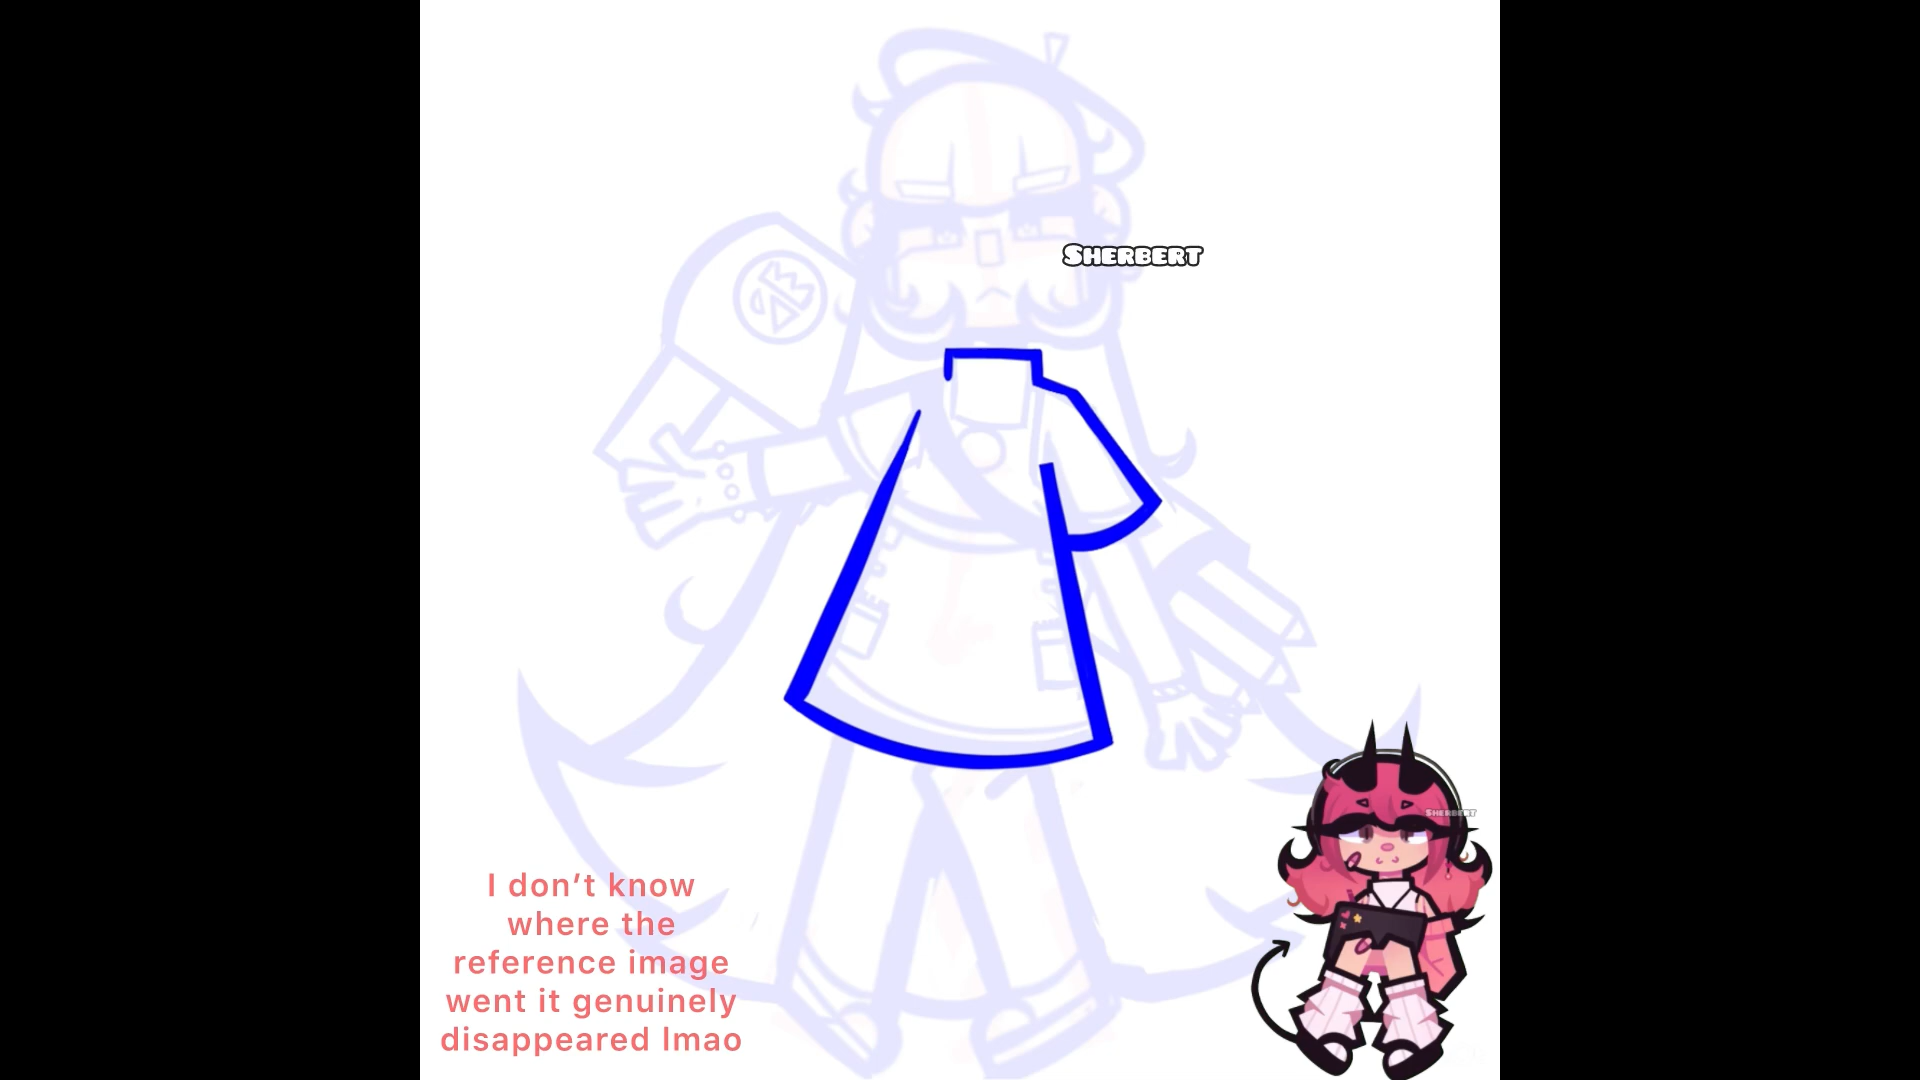 SHERBERT
SHERBERT
I don’t know
where the
reference image
went it genuinely
disappeared lmao